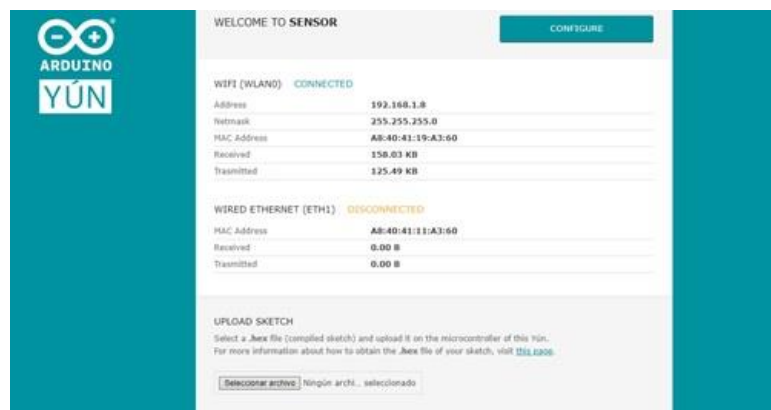 ARDUINO
YÚN
WELCOME TO SENSOR
CONFIGURE
WIFI (WLAN0) CONNECTED
Address 192.168.1.8
Netmask 255.255.255.0
MAC Address A8:40:41:19:A3:60
Received 158.03 KB
Trasmitted 125.49 KB
WIRED ETHERNET (ETH1) DISCONNECTED
MAC Address A8:40:41:11:A3:60
Received 0.00 B
Trasmitted 0.00 B
UPLOAD SKETCH
Select a .hex file (compiled sketch) and upload it on the microcontroller of this Yún.
For more information about how to obtain the .hex file of your sketch, visit this page.
Seleccionar archivo Ningún archi... seleccionado